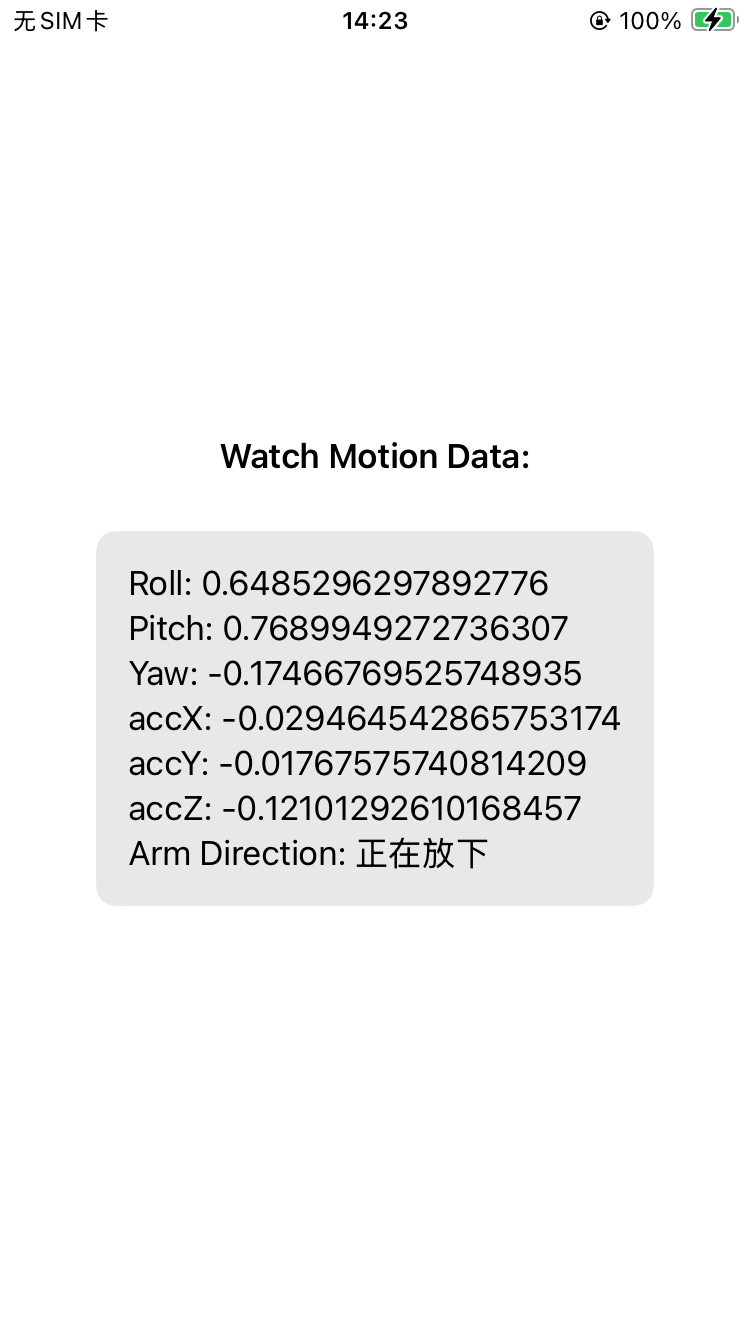 无SIM卡 14:23 100%
Watch Motion Data:
Roll: 0.6485296297892776
Pitch: 0.7689949272736307
Yaw: -0.17466769525748935
accX: -0.029464542865753174
accY: -0.01767575740814209
accZ: -0.12101292610168457
Arm Direction: 正在放下